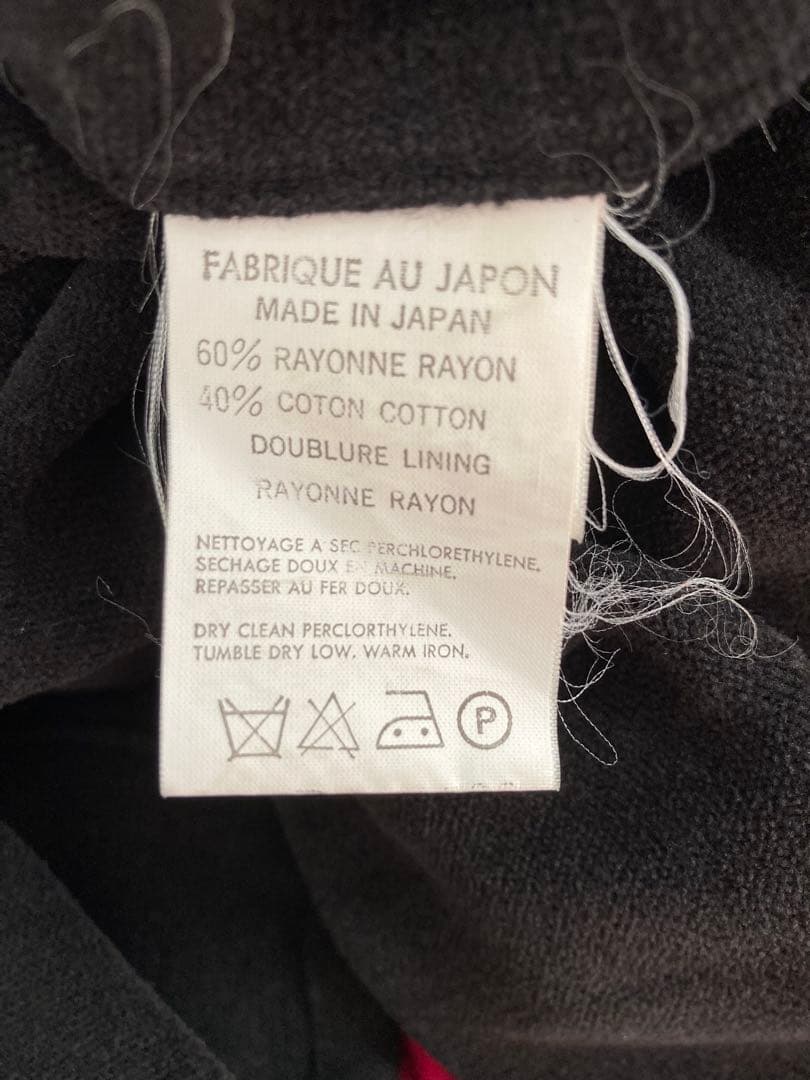 FABRIQUE AU JAPON
MADE IN JAPAN
60% RAYONNE RAYON
40% COTON COTTON
DOUBLURE LINING
RAYONNE RAYON
NETTOYAGE A SEC PERCHLORETHYLENE.
SECHAGE DOUX EN MACHINE.
REPASSER AU FER DOUX.
DRY CLEAN PERCLORTHYLENE.
TUMBLE DRY LOW. WARM IRON.
P